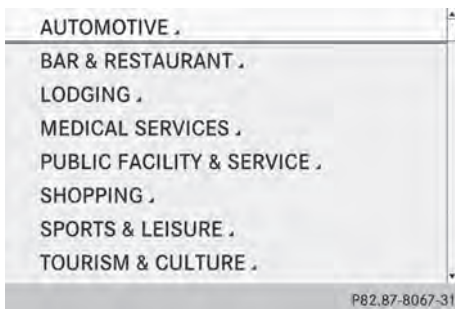 AUTOMOTIVE
BAR & RESTAURANT
LODGING
MEDICAL SERVICES
PUBLIC FACILITY & SERVICE
SHOPPING
SPORTS & LEISURE
TOURISM & CULTURE
P82.87-8067-31